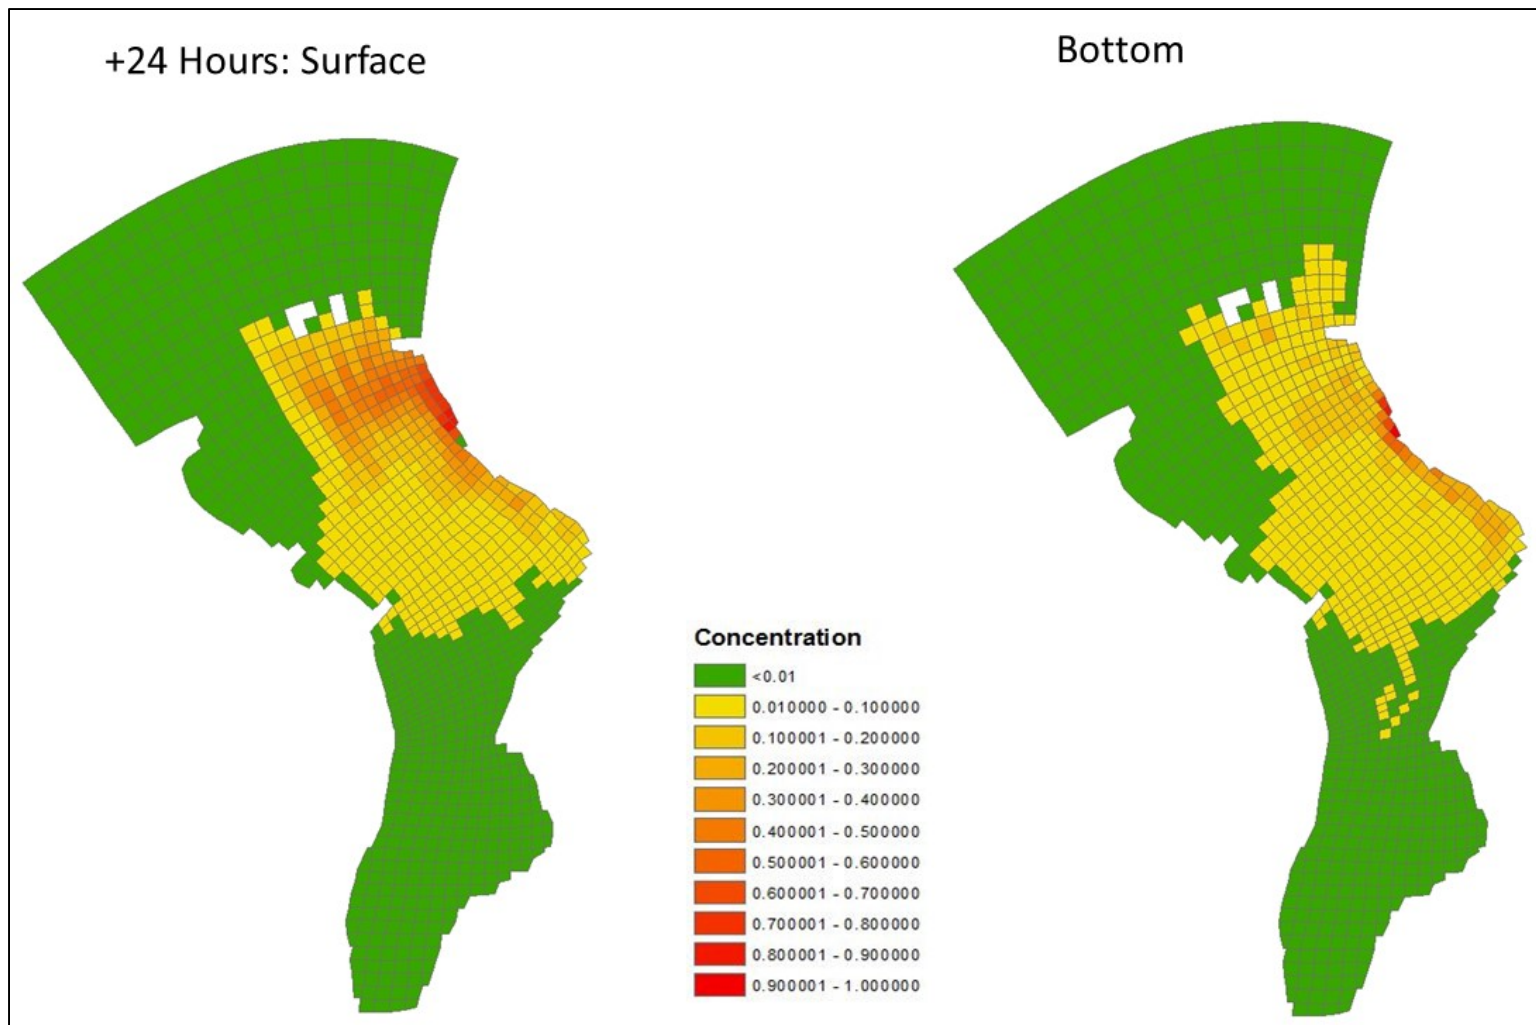 +24 Hours: Surface
Bottom
Concentration
<0.01
0.010000 - 0.100000
0.100001 - 0.200000
0.200001 - 0.300000
0.300001 - 0.400000
0.400001 - 0.500000
0.500001 - 0.600000
0.600001 - 0.700000
0.700001 - 0.800000
0.800001 - 0.900000
0.900001 - 1.000000